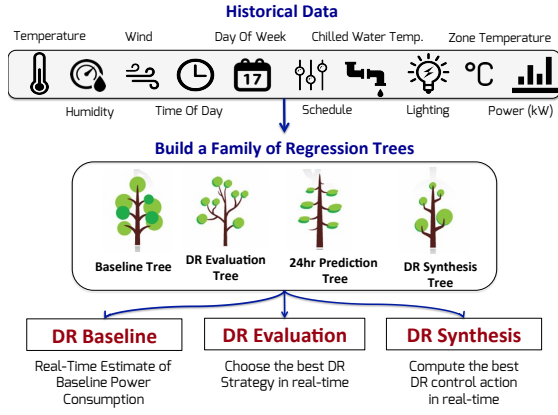 Historical Data
Temperature
Wind
Day Of Week
Chilled Water Temp.
Zone Temperature
17
°C
Humidity
Time Of Day
Schedule
Lighting
Power (kW)
Build a Family of Regression Trees
Baseline Tree
DR Evaluation
Tree
24hr Prediction
Tree
DR Synthesis
Tree
DR Baseline
Real-Time Estimate of
Baseline Power
Consumption
DR Evaluation
Choose the best DR
Strategy in real-time
DR Synthesis
Compute the best
DR control action
in real-time